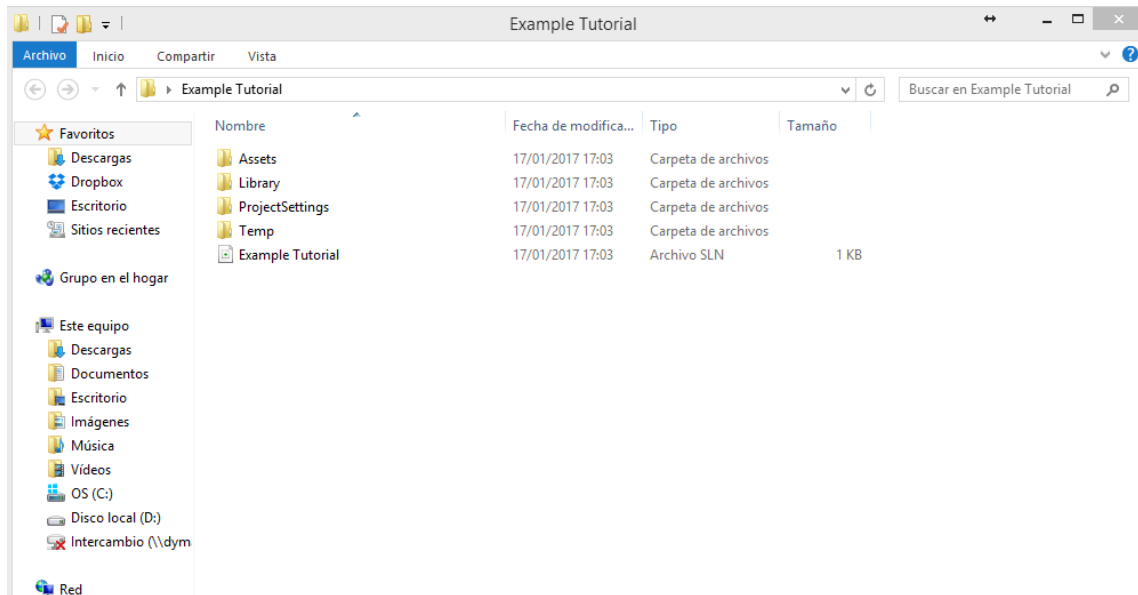 Example Tutorial
Archivo Inicio Compartir Vista
Example Tutorial Buscar en Example Tutorial
Nombre Fecha de modifica... Tipo Tamaño
Favoritos
Descargas
Dropbox
Escritorio
Sitios recientes
Grupo en el hogar
Este equipo
Descargas
Documentos
Escritorio
Imágenes
Música
Vídeos
OS (C:)
Disco local (D:)
Intercambio (\\dym
Red
Assets 17/01/2017 17:03 Carpeta de archivos
Library 17/01/2017 17:03 Carpeta de archivos
ProjectSettings 17/01/2017 17:03 Carpeta de archivos
Temp 17/01/2017 17:03 Carpeta de archivos
Example Tutorial 17/01/2017 17:03 Archivo SLN 1 KB